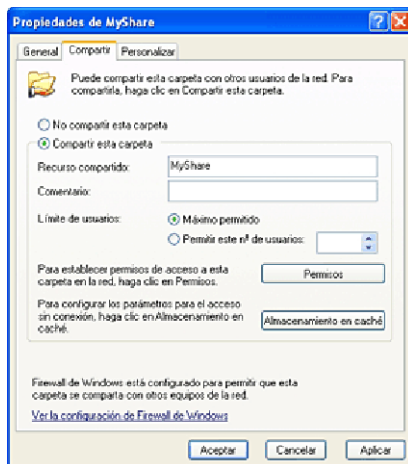 Propiedades de MyShare
General Compartir Personalizar
Puede compartir esta carpeta con otros usuarios de la red. Para
compartirla, haga clic en Compartir esta carpeta.
No compartir esta carpeta
Compartir esta carpeta
Recurso compartido: MyShare
Comentario:
Límite de usuarios: Máximo permitido
Permitir este nº de usuarios:
Para establecer permisos de acceso a esta
carpeta en la red, haga clic en Permisos.
Permisos
Para configurar los parámetros para el acceso
sin conexión, haga clic en Almacenamiento en
caché.
Almacenamiento en caché
Firewall de Windows está configurado para permitir que esta
carpeta se comparta con otros equipos de la red.
Ver la configuración de Firewall de Windows
Aceptar Cancelar Aplicar